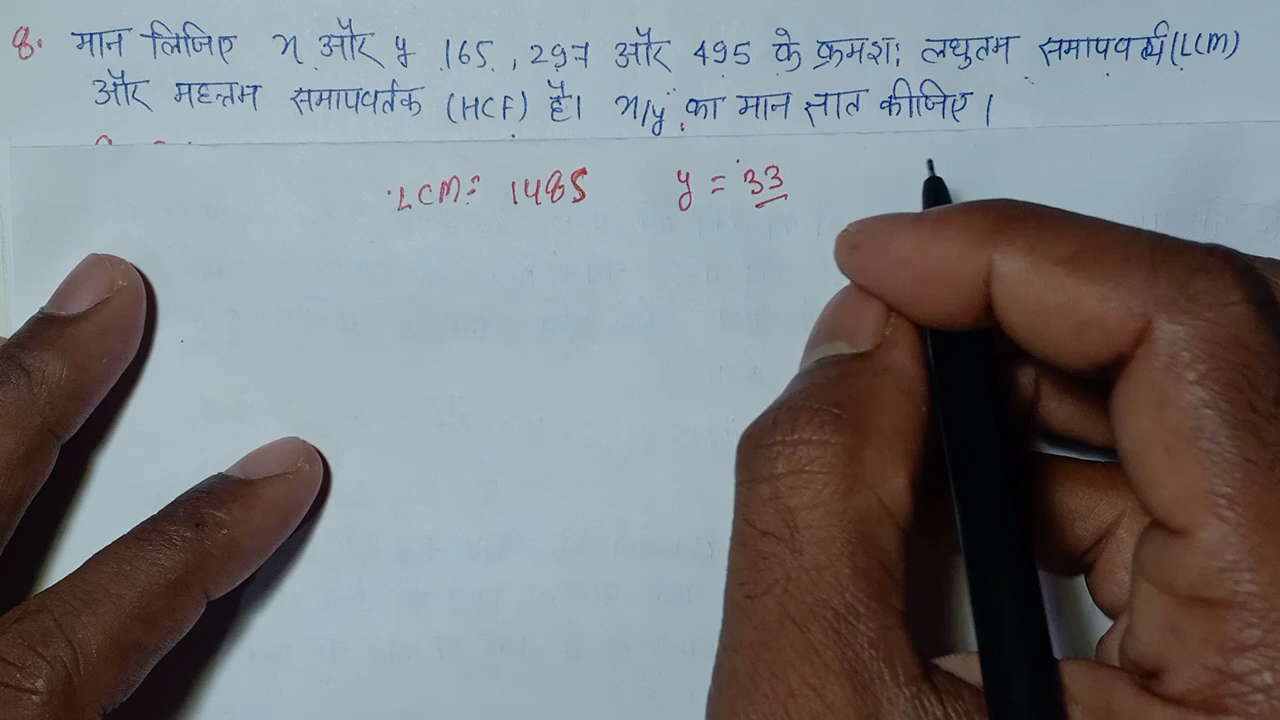 8. मान लिजिए x और y 165, 297 और 495 के क्रमशः लघुतम समापवर्त्य (LCM)
और महत्तम समापवर्तक (HCF) है। x/y का मान ज्ञात कीजिए।
LCM = 1485 y = 33